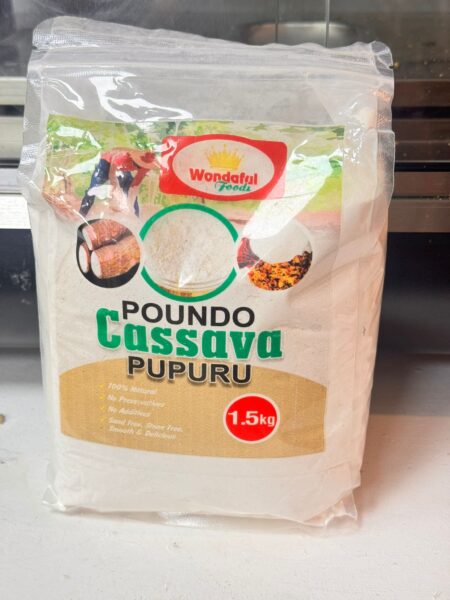 Wondaful
Foods
POUNDO
Cassava
PUPURU
100% Natural
No Preservatives
No Additives
Sand Free, Stone Free,
Smooth & Delicious
1.5kg